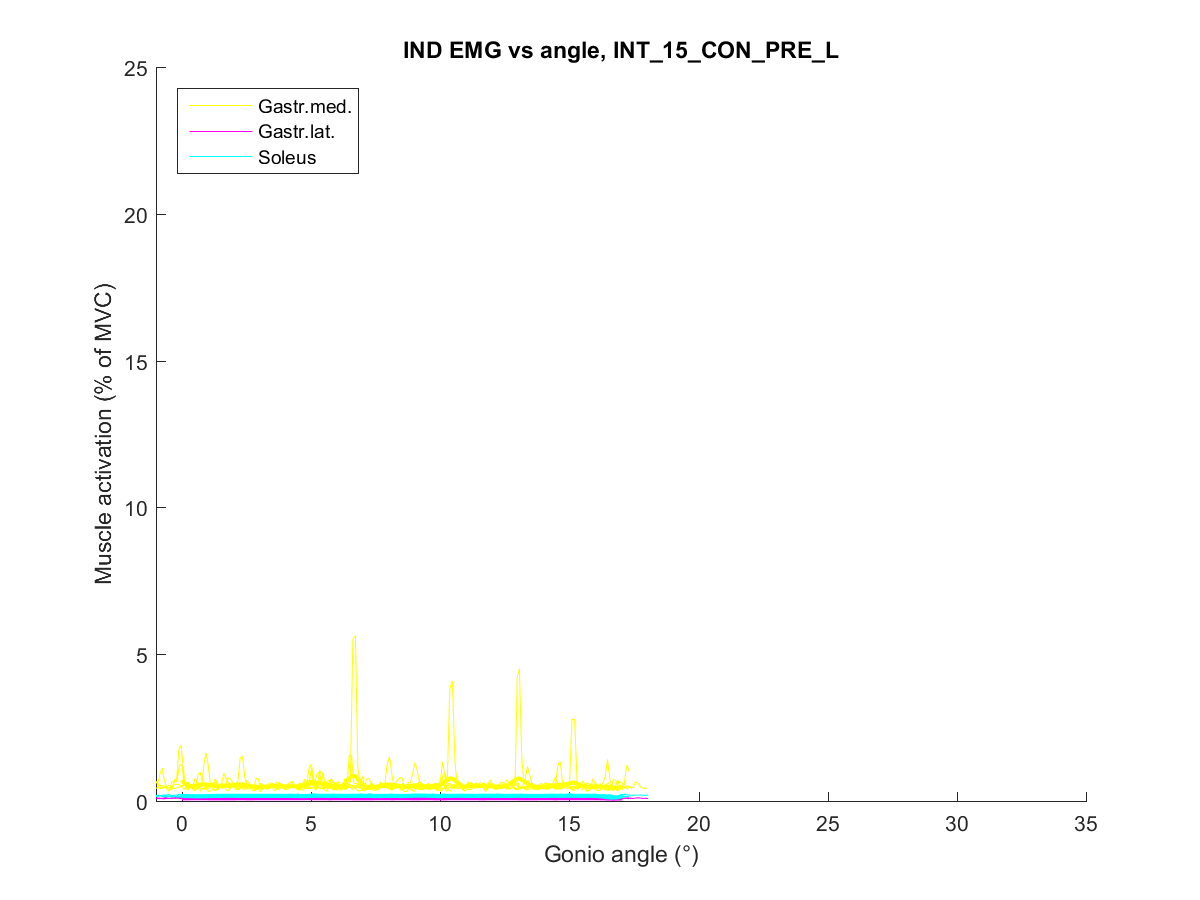 IND EMG vs angle, INT_15_CON_PRE_L
25
20
15
10
5
0
Muscle activation (% of MVC)
Gastr.med.
Gastr.lat.
Soleus
0 5 10 15 20 25 30 35
Gonio angle (°)